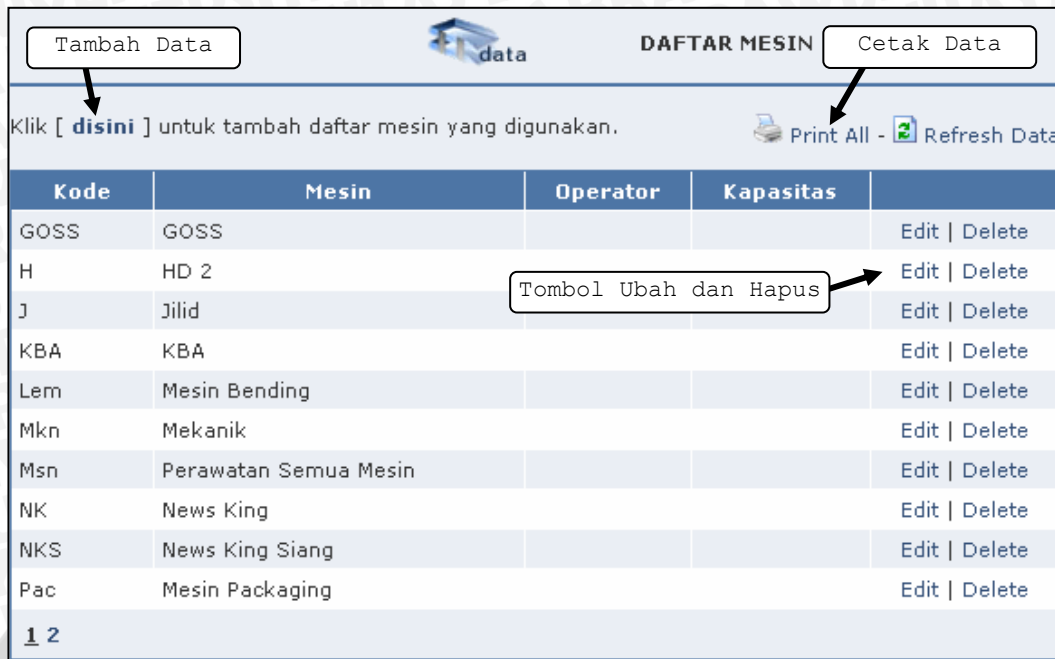 Tambah Data
data
DAFTAR MESIN
Cetak Data
Klik [ disini ] untuk tambah daftar mesin yang digunakan.
Print All - Refresh Data
Kode Mesin Operator Kapasitas
GOSS GOSS Edit | Delete
H HD 2 Edit | Delete
Tombol Ubah dan Hapus
J Jilid Edit | Delete
KBA KBA Edit | Delete
Lem Mesin Bending Edit | Delete
Mkn Mekanik Edit | Delete
Msn Perawatan Semua Mesin Edit | Delete
NK News King Edit | Delete
NKS News King Siang Edit | Delete
Pac Mesin Packaging Edit | Delete
1 2